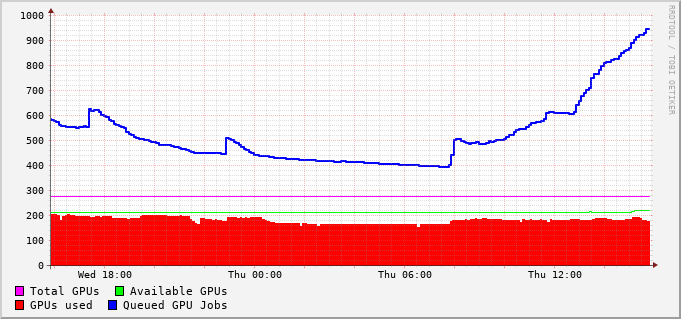 1000
900
800
700
600
500
400
300
200
100
0
Wed 18:00 Thu 00:00 Thu 06:00 Thu 12:00
Total GPUs Available GPUs
GPUs used Queued GPU Jobs
RRDTOOL / TOBI OETIKER